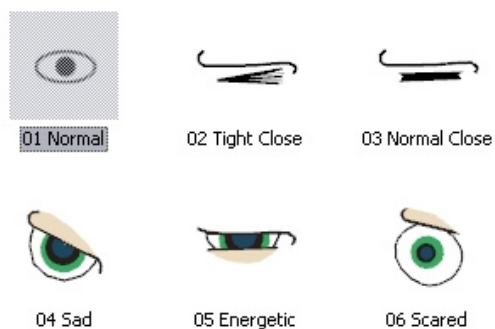 01 Normal
02 Tight Close
03 Normal Close
04 Sad
05 Energetic
06 Scared